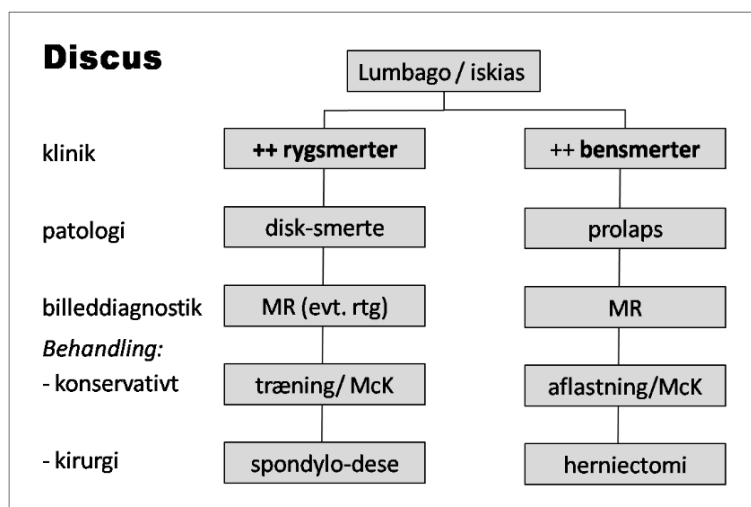 Discus
Lumbago / iskias
klinik
++ rygsmerter
++ bensmerter
patologi
disk-smerte
prolaps
billeddiagnostik
MR (evt. rtg)
MR
Behandling:
- konservativt
træning/ McK
aflastning/McK
- kirurgi
spondylo-dese
herniectomi